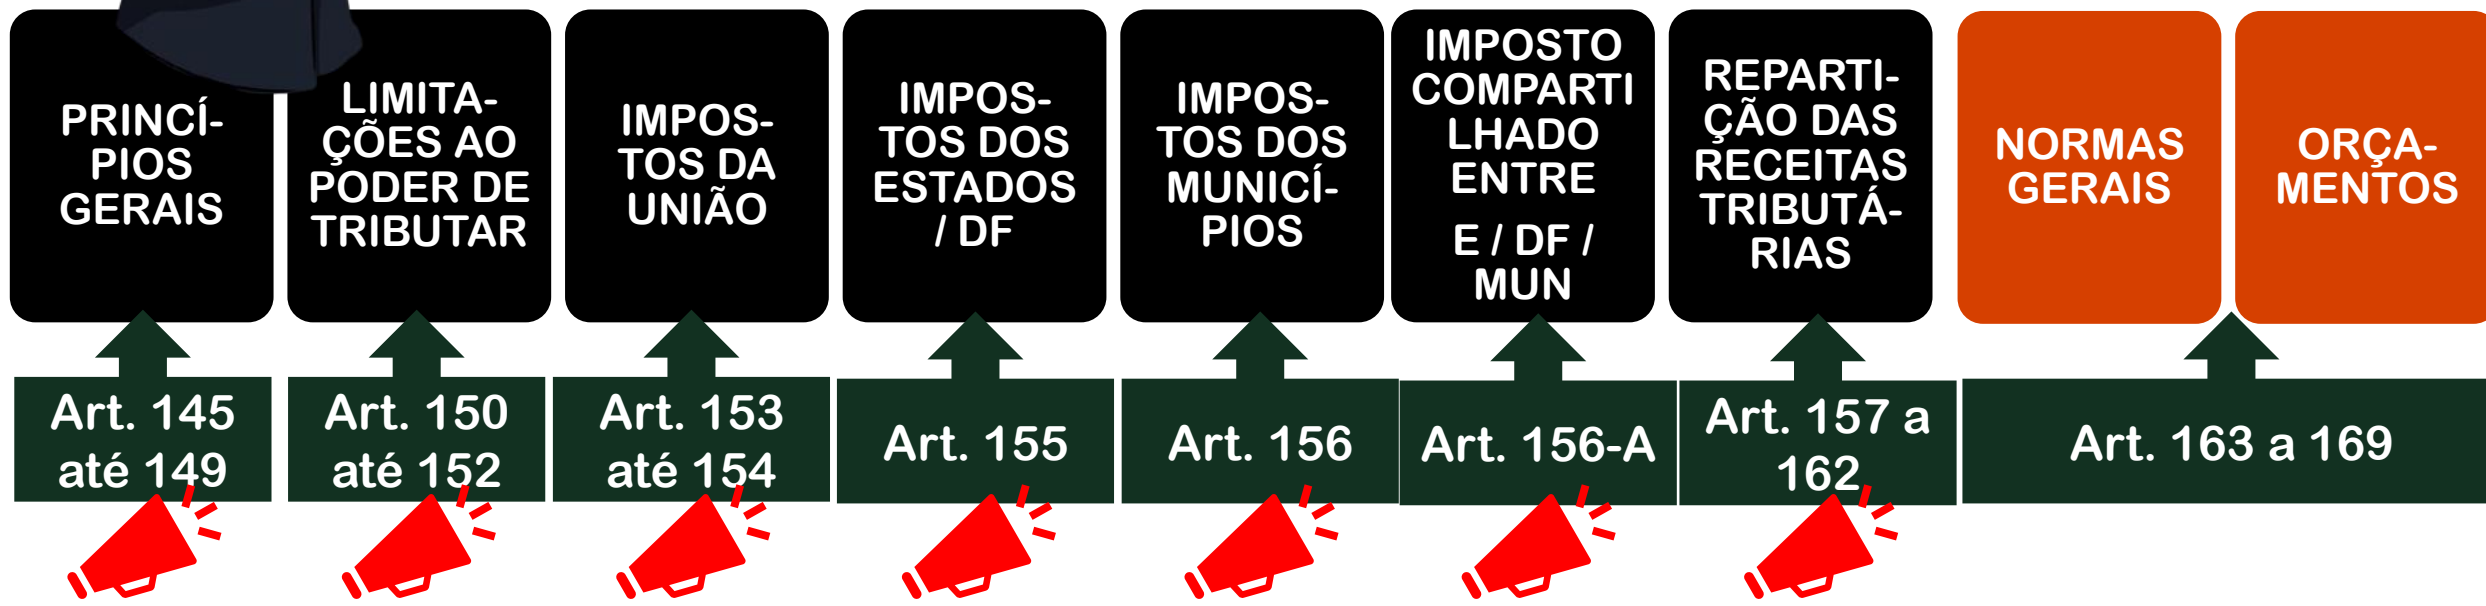 PRINCÍ-
PIOS
GERAIS
LIMITA-
ÇÕES AO
PODER DE
TRIBUTAR
IMPOS-
TOS DA
UNIÃO
IMPOS-
TOS DOS
ESTADOS
/ DF
IMPOS-
TOS DOS
MUNICÍ-
PIOS
IMPOSTO
COMPARTI
LHADO
ENTRE
E / DF /
MUN
REPARTI-
ÇÃO DAS
RECEITAS
TRIBUTÁ-
RIAS
NORMAS
GERAIS
ORÇA-
MENTOS
Art. 145
até 149
Art. 150
até 152
Art. 153
até 154
Art. 155
Art. 156
Art. 156-A
Art. 157 a
162
Art. 163 a 169